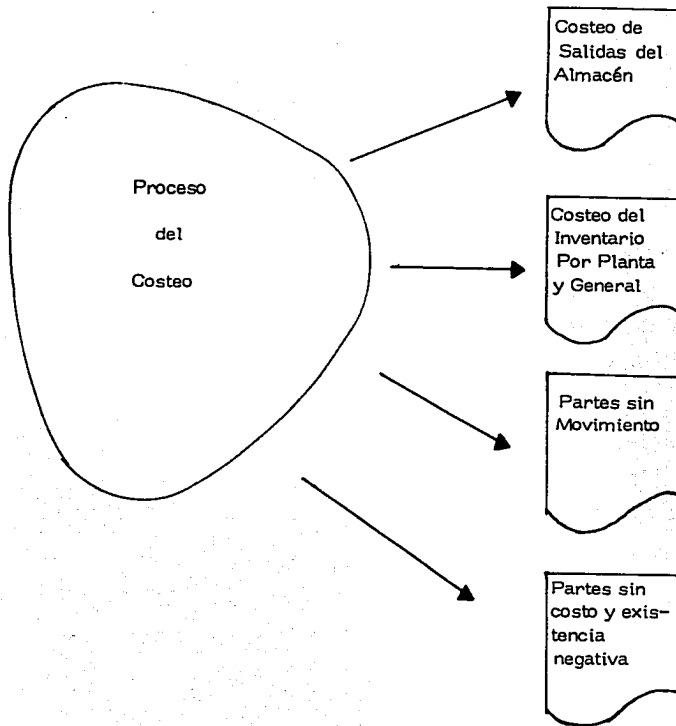 Proceso
del
Costeo
Costeo de
Salidas del
Almacén
Costeo del
Inventario
Por Planta
y General
Partes sin
Movimiento
Partes sin
costo y exis-
tencia
negativa